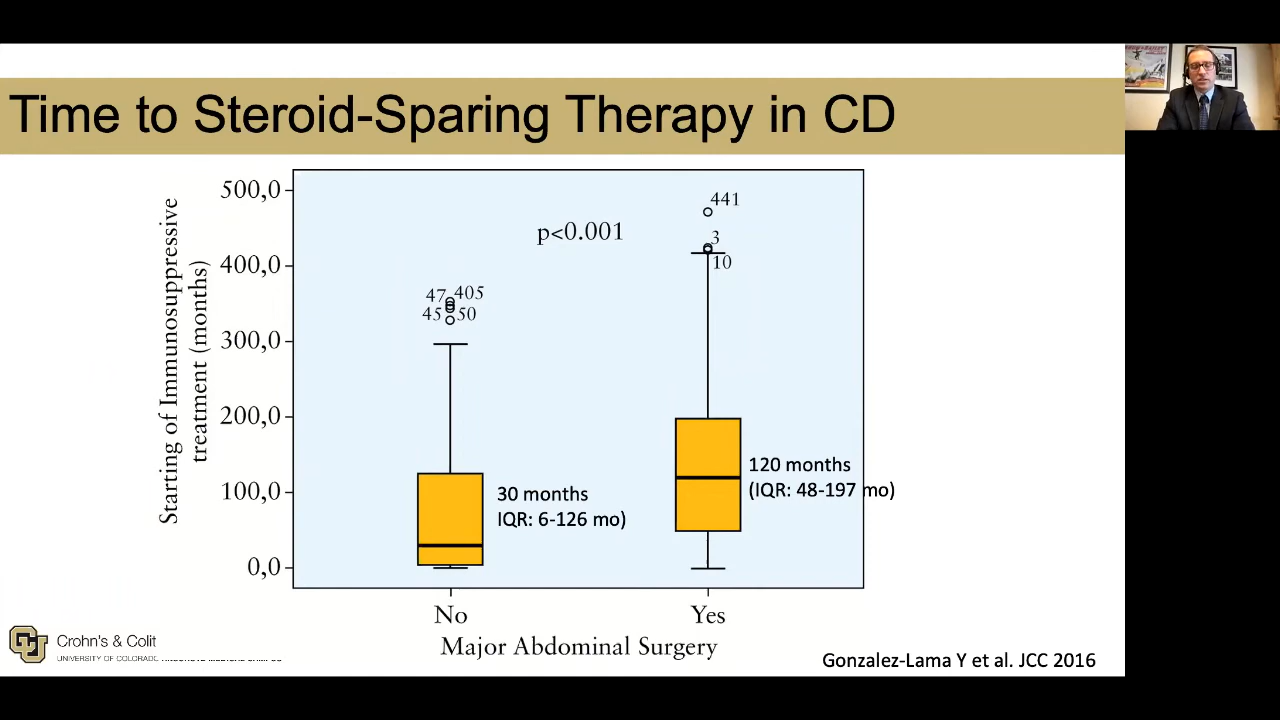 Time to Steroid-Sparing Therapy in CD
Starting of Immunosuppressive
treatment (months)
500,0
400,0
300,0
200,0
100,0
0,0
p<0.001
441
3
10
47 405
45 50
120 months
(IQR: 48-197 mo)
30 months
IQR: 6-126 mo)
No
Yes
Major Abdominal Surgery
CU
Crohn's & Colit
UNIVERSITY OF COLORADO
Gonzalez-Lama Y et al. JCC 2016